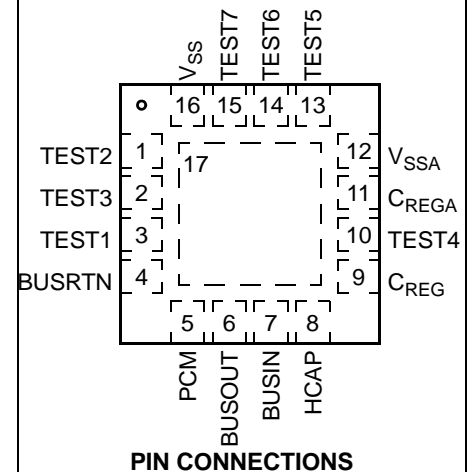 VSS
TEST7
TEST6
TEST5
16 15 14 13
TEST2 1
TEST3 2
TEST1 3
BUSRTN 4
17
12 VSSA
11 CREGA
10 TEST4
9 CREG
5 6 7 8
PCM
BUSOUT
BUSIN
HCAP
PIN CONNECTIONS